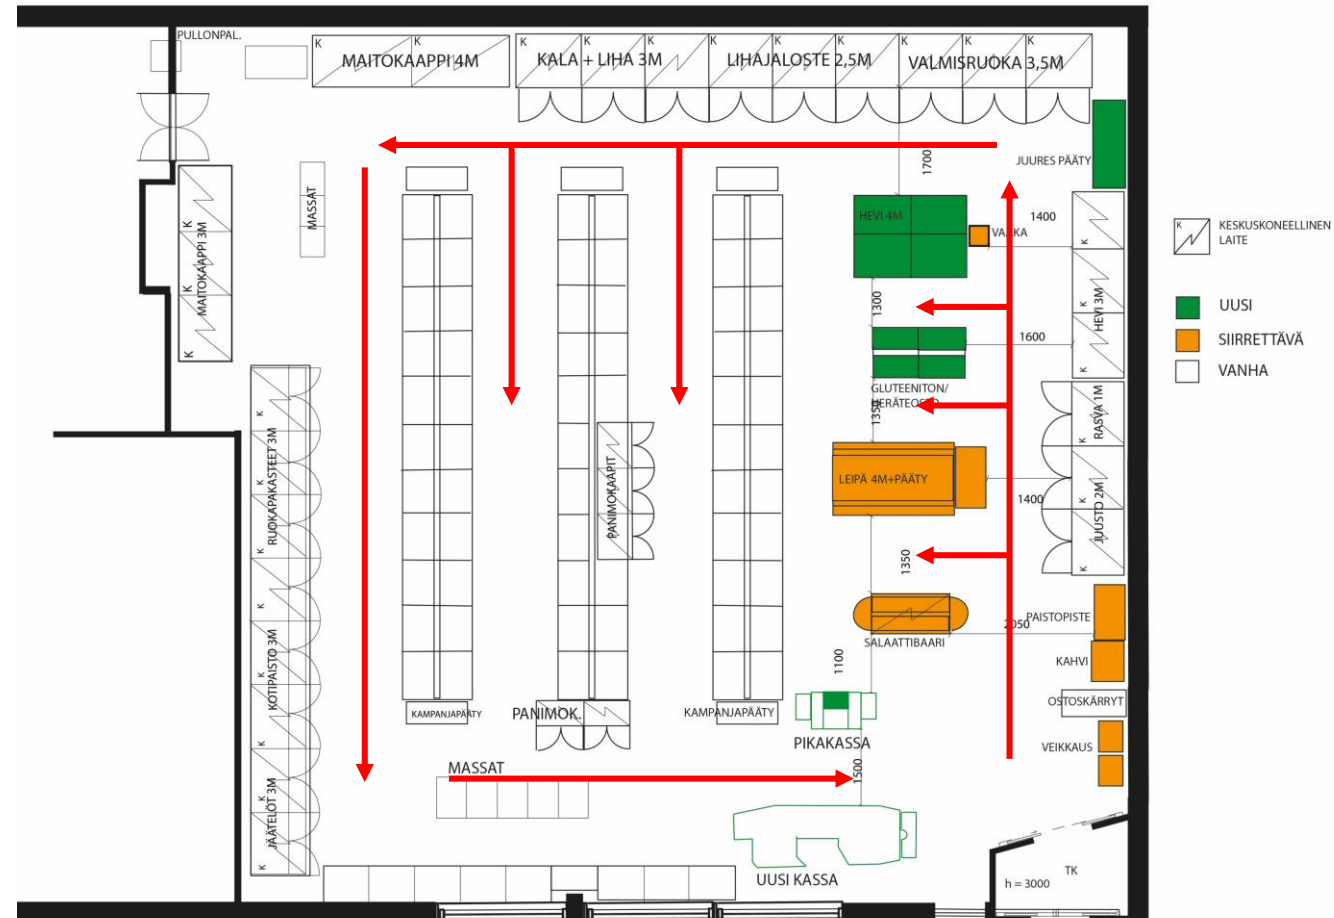 PULLONPAL.
K
K
MAITOKAAPPI 4M
K
K
K
K
K
K
K
K
K
KALA + LIHA 3M
LIHAJALOSTE 2,5M
VALMISRUOKA 3,5M
1700
JUURES PÄÄTY
MASSAT
K
K
K
MAITOKAAPPI 3M
HEVI 4M
VAAKA
1400
K
K
K
HEVI 3M
1300
1600
GLUTEENITON/
HERÄTEOSTO
1350
RASVA 1M
K
K
K
JUUSTO 2M
LEIPÄ 4M+PÄÄTY
1400
1350
K
K
K
K
K
K
K
K
RUOKAPAKASTEET 3M
KOTIPAISTO 3M
JÄÄTELÖT 3M
PANIMOKAAPIT
SALAATTIBAARI
2050
PAISTOPISTE
KAHVI
1100
OSTOSKÄRRYT
KAMPANJAPÄÄTY
PANIMOK.
KAMPANJAPÄÄTY
PIKAKASSA
VEIKKAUS
MASSAT
1500
UUSI KASSA
TK
h = 3000
K
KESKUSKONEELLINEN
LAITE
UUSI
SIIRRETTÄVÄ
VANHA